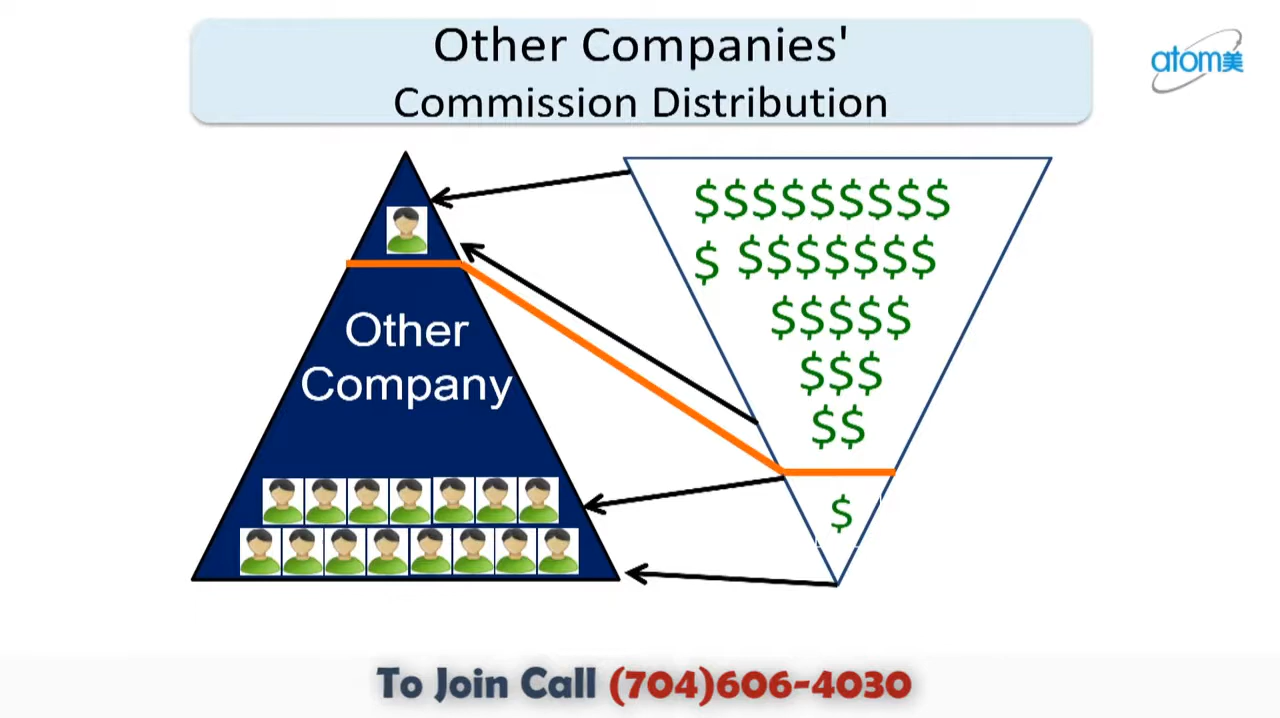 Other Companies'
Commission Distribution
atom美
$$$$$$$$$
$ $$$$$$$
$$$$$
$$$
$$
$
Other
Company
To Join Call (704)606-4030